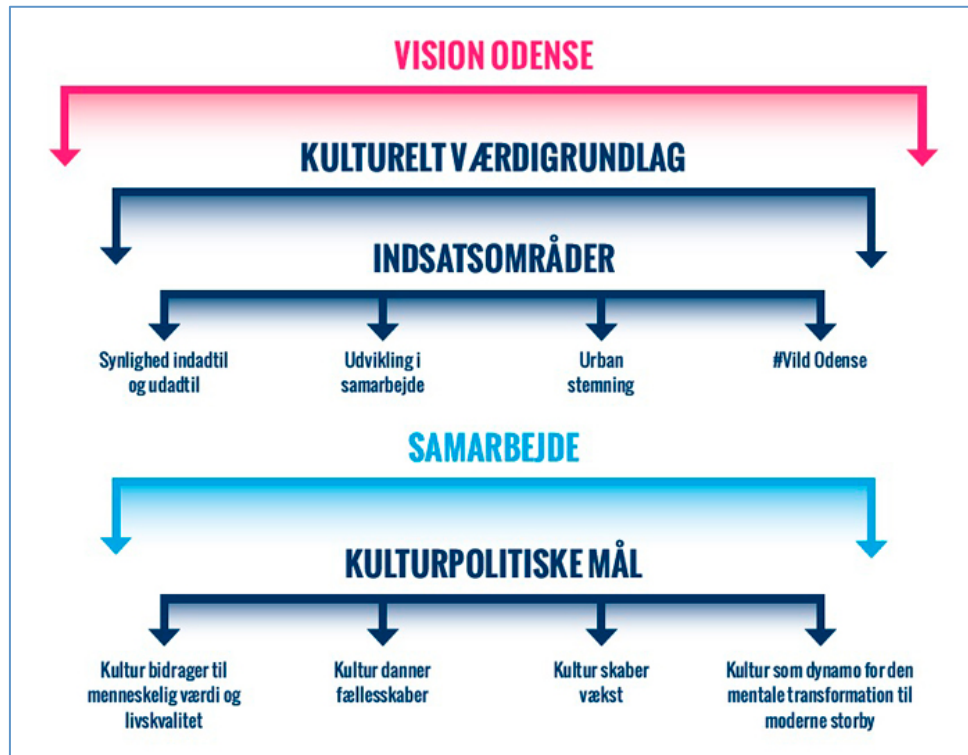 VISION ODENSE
KULTURELT VÆRDIGRUNDLAG
INDSATSOMRÅDER
Synlighed indadtil
og udadtil
Udvikling i
samarbejde
Urban
stemning
#Vild Odense
SAMARBEJDE
KULTURPOLITISKE MÅL
Kultur bidrager til
menneskelig værdi og
livskvalitet
Kultur danner
fællesskaber
Kultur skaber
vækst
Kultur som dynamo for den
mentale transformation til
moderne storby